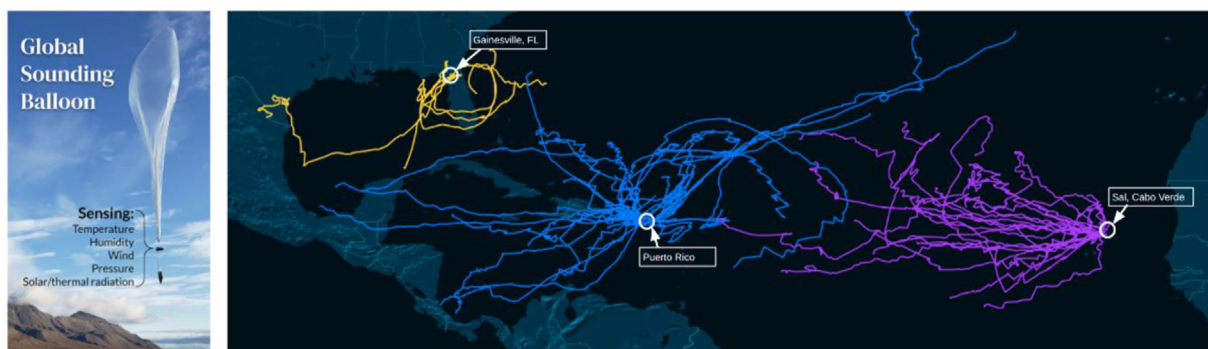 Global
Sounding
Balloon
Sensing:
Temperature
Humidity
Wind
Pressure
Solar/thermal radiation
Gainesville, FL
Puerto Rico
Sal, Cabo Verde